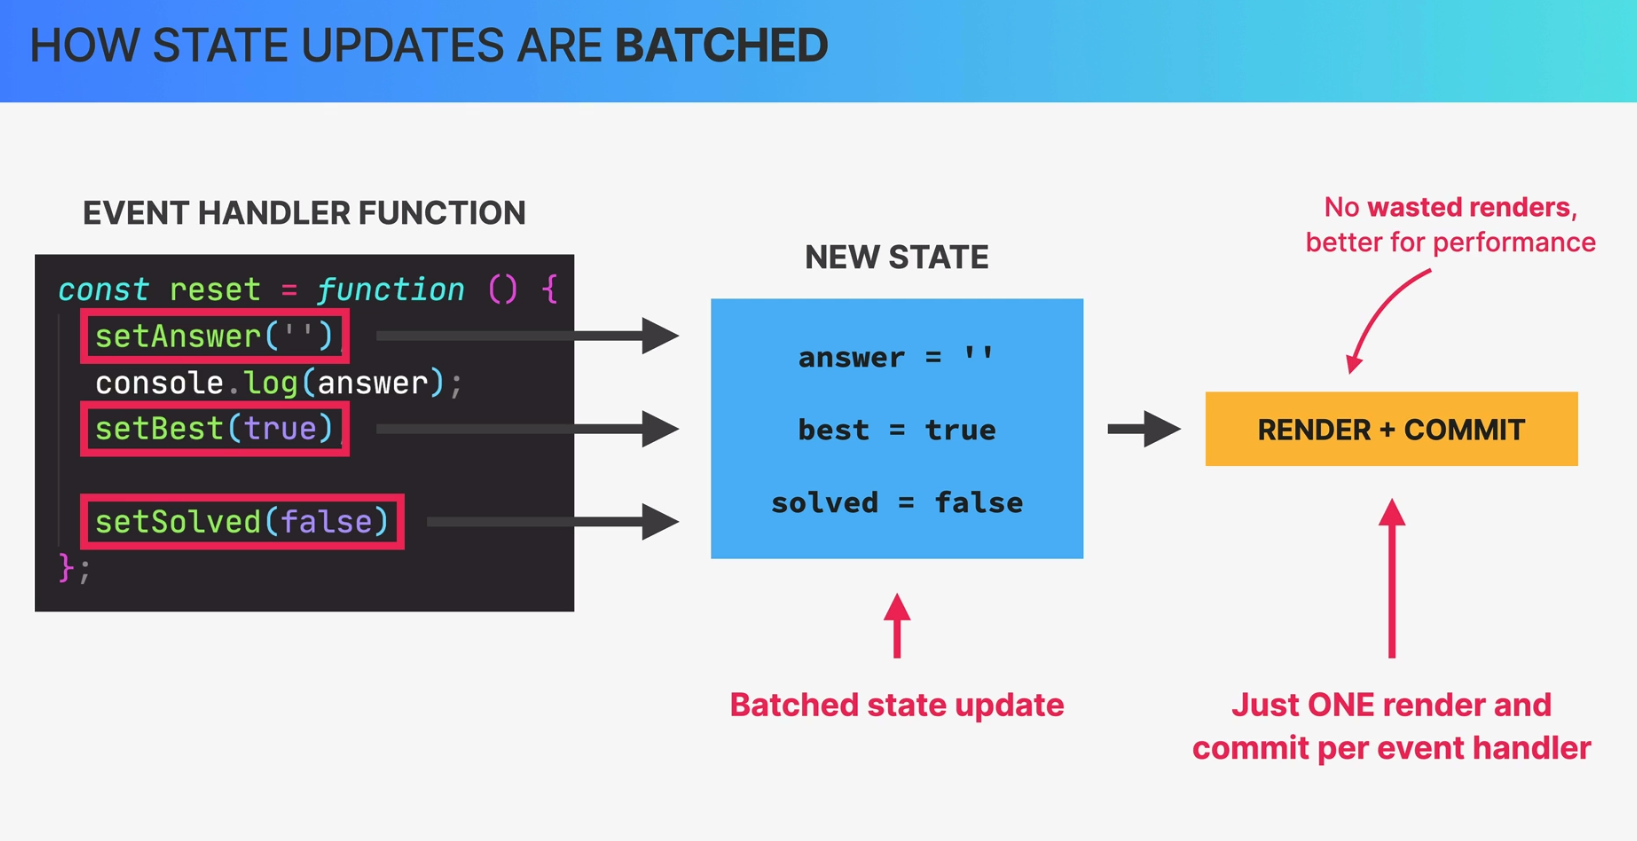 HOW STATE UPDATES ARE BATCHED
EVENT HANDLER FUNCTION
const reset = function () {
setAnswer('')
console.log(answer);
setBest(true)
setSolved(false)
};
NEW STATE
answer = ''
best = true
solved = false
Batched state update
No wasted renders,
better for performance
RENDER + COMMIT
Just ONE render and
commit per event handler